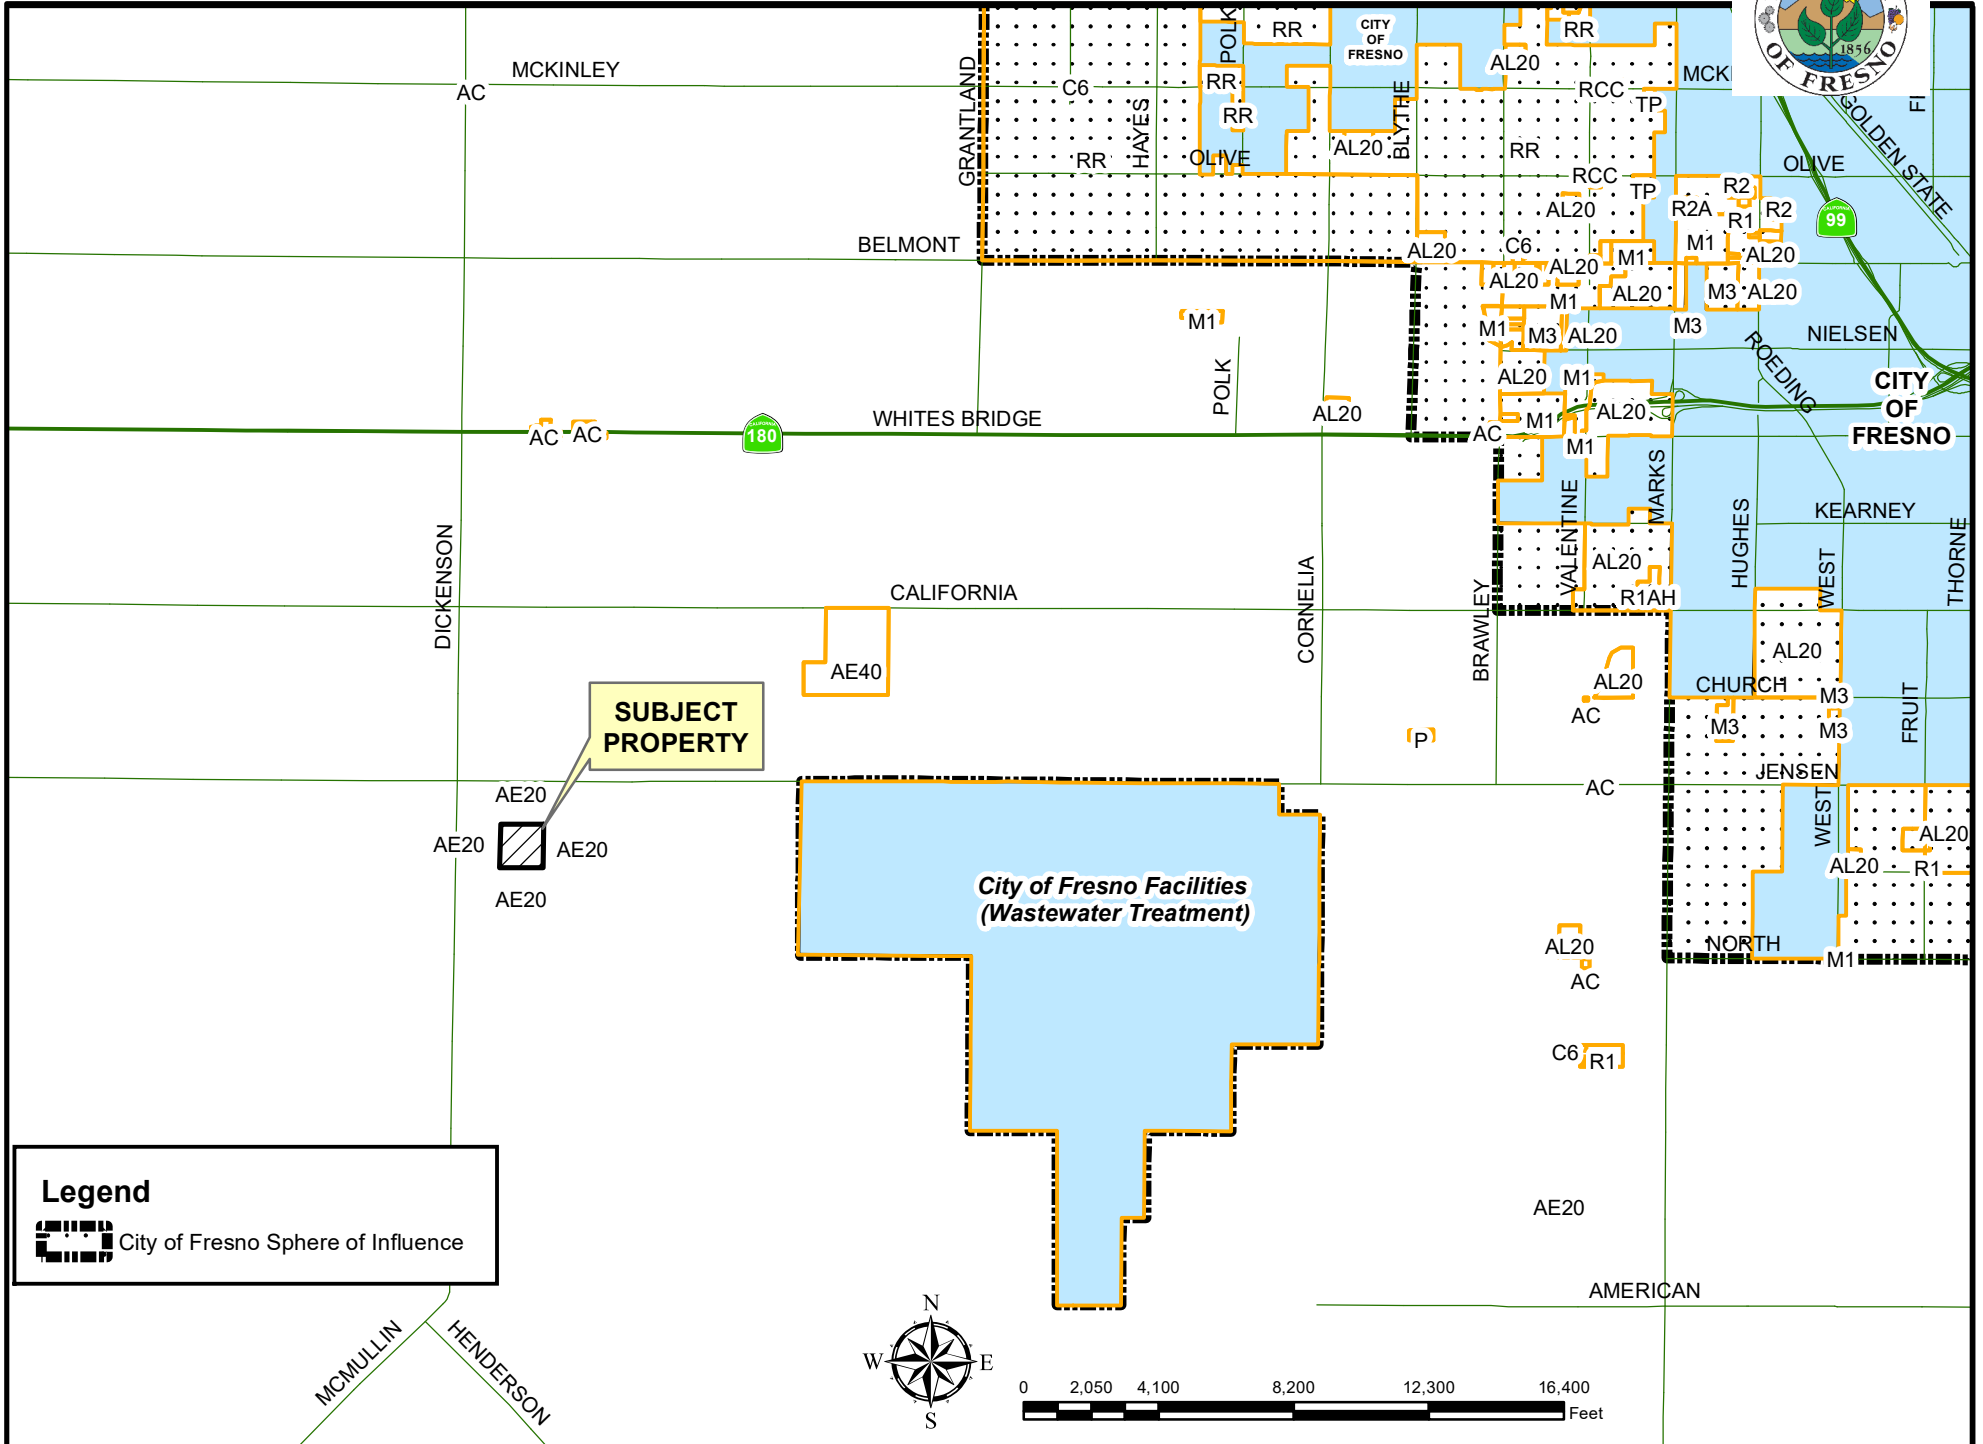 POLK
RR
CITY
OF
FRESNO
RR
1856
OF FRESNO
AL20
MCKINLEY
AC
GRANTLAND
C6
HAYES
RR
RR
BLYTHE
RCC
TP
GOLDEN STATE
RR
OLIVE
AL20
RR
OLIVE
RCC
TP
R2
AL20
R2A
R1
R2
99
BELMONT
AL20
C6
M1
AL20
M1
AL20
AL20
AL20
M3
AL20
M1
M1
M1
M3
AL20
M3
NIELSEN
ROEDING
POLK
AL20
M1
CITY
OF
FRESNO
WHITES BRIDGE
AL20
AL20
M1
AC
AC
180
AC
M1
DICKENSON
VALENTINE
MARKS
HUGHES
KEARNEY
THORNE
WEST
AL20
R1AH
CALIFORNIA
CORNELIA
BRAWLEY
AE40
AL20
AL20
CHURCH
M3
SUBJECT
PROPERTY
AC
M3
M3
FRUIT
P
JENSEN
AC
AE20
AE20
AE20
AE20
WEST
AL20
AL20
R1
City of Fresno Facilities
(Wastewater Treatment)
NORTH
M1
AL20
AC
C6
R1
AE20
Legend
City of Fresno Sphere of Influence
AMERICAN
MCMULLIN
HENDERSON
N
W
E
S
0 2,050 4,100 8,200 12,300 16,400
Feet